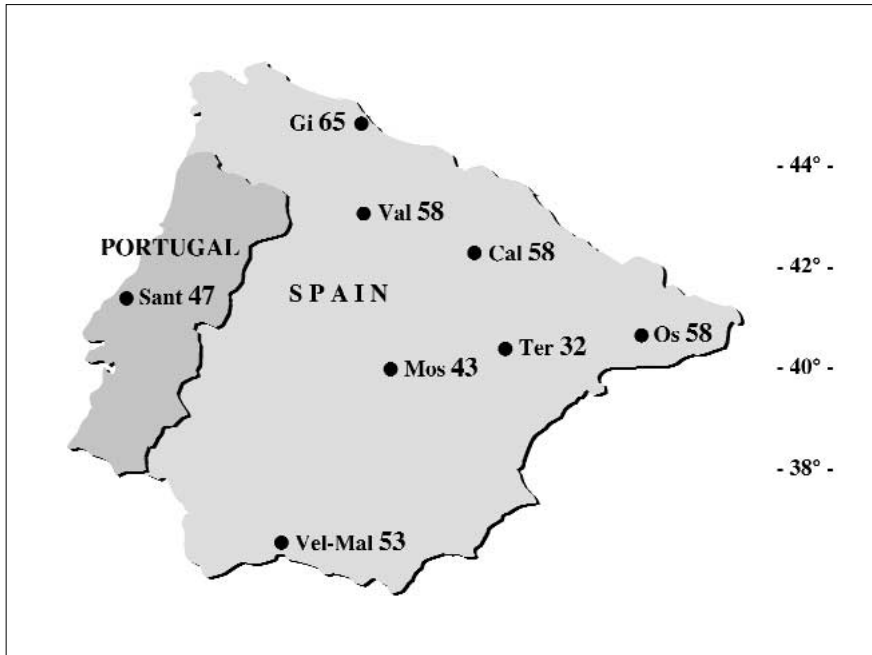 Gi 65
- 44° -
Val 58
PORTUGAL
Cal 58
- 42° -
Sant 47
SPAIN
Os 58
Ter 32
Mos 43
- 40° -
- 38° -
Vel-Mal 53